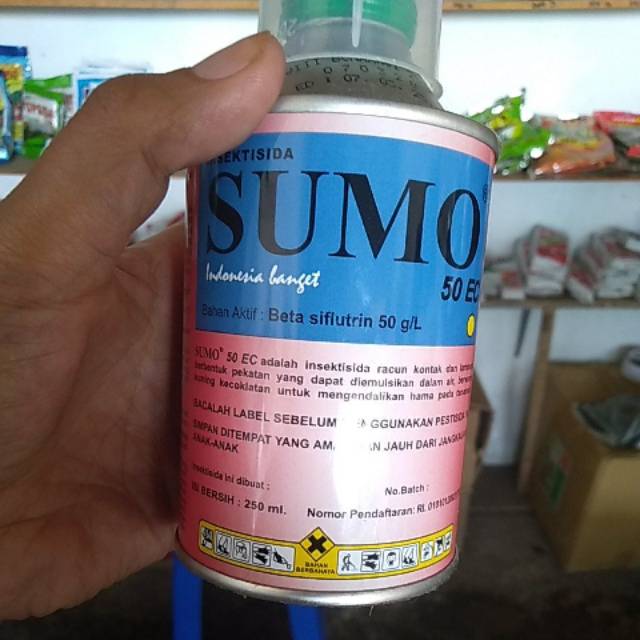 SEKTISIDA
SUMO®
Indonesia banget
50 EC
Bahan Aktif : Beta siflutrin 50 g/L
SUMO® 50 EC adalah insektisida racun kontak dan
berbentuk pekatan yang dapat diemulsikan dalam air,
kuning kecoklatan untuk mengendalikan hama pada
BACALAH LABEL SEBELUM GGUNAKAN PESTISIDA
SIMPAN DITEMPAT YANG AM AN JAUH DARI
ANAK-ANAK
Insektisida ini dibuat :
No.Batch :
ISI BERSIH : 250 ml.
Nomor Pendaftaran: RI.
BAHAN
BERBAHAYA